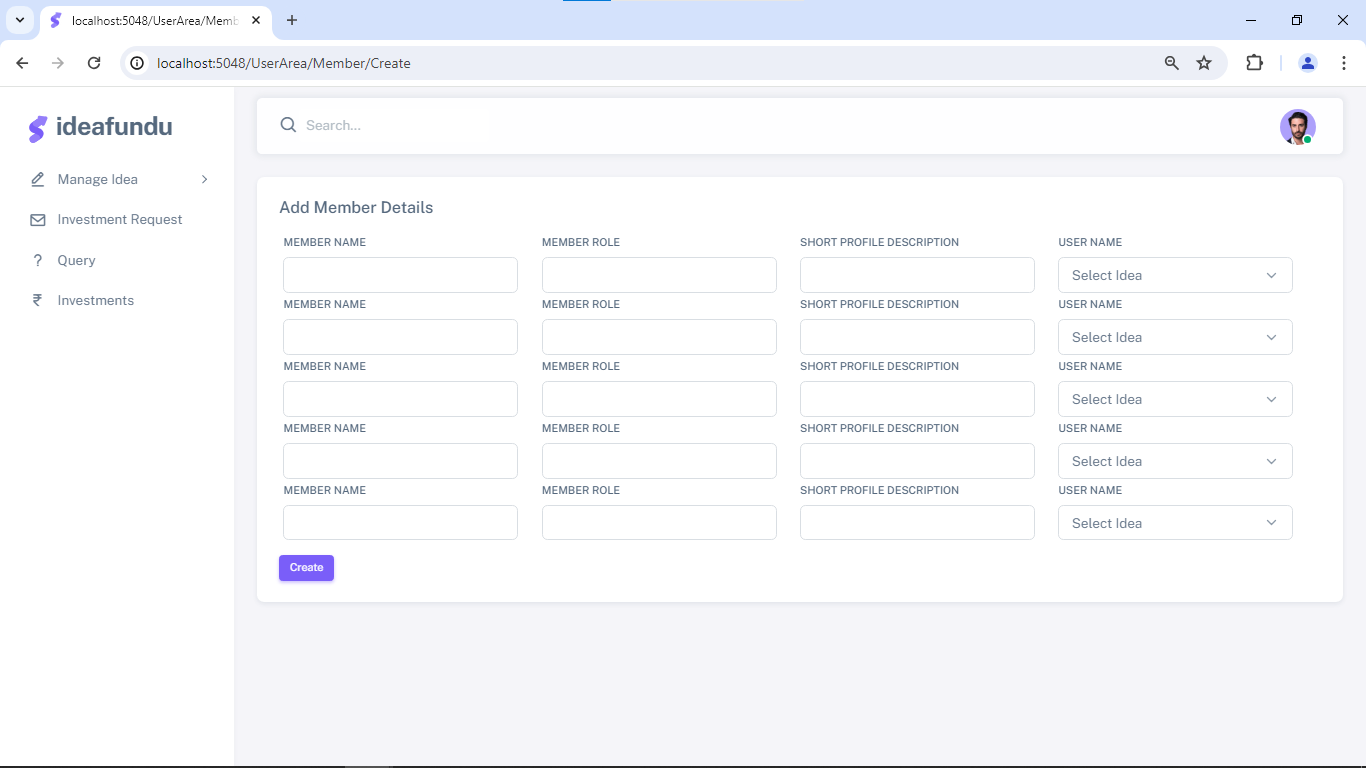 localhost:5048/UserArea/Memb
localhost:5048/UserArea/Member/Create
ideafundu
Search...
Manage Idea
Investment Request
? Query
₹ Investments
Add Member Details
MEMBER NAME MEMBER ROLE SHORT PROFILE DESCRIPTION USER NAME
Select Idea
MEMBER NAME MEMBER ROLE SHORT PROFILE DESCRIPTION USER NAME
Select Idea
MEMBER NAME MEMBER ROLE SHORT PROFILE DESCRIPTION USER NAME
Select Idea
MEMBER NAME MEMBER ROLE SHORT PROFILE DESCRIPTION USER NAME
Select Idea
MEMBER NAME MEMBER ROLE SHORT PROFILE DESCRIPTION USER NAME
Select Idea
Create